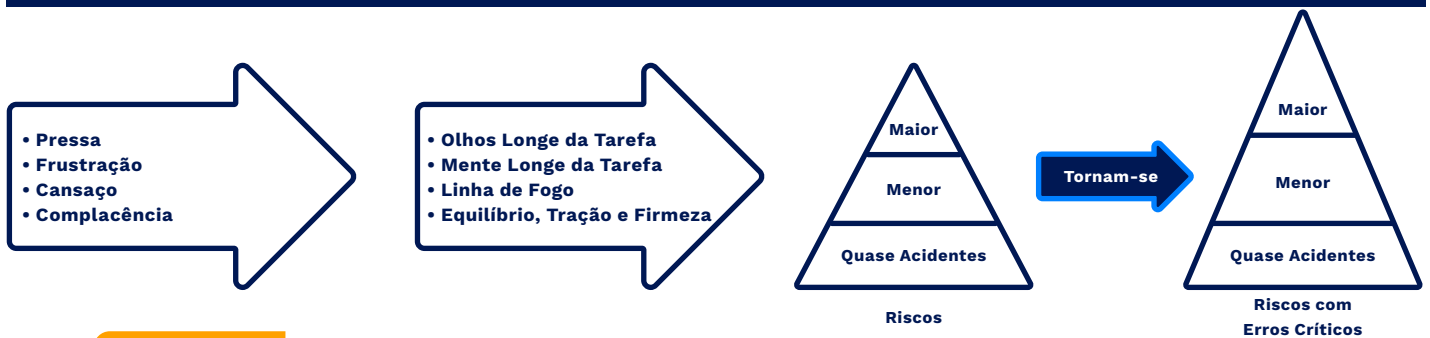 • Pressa
• Frustração
• Cansaço
• Complacência
• Olhos Longe da Tarefa
• Mente Longe da Tarefa
• Linha de Fogo
• Equilíbrio, Tração e Firmeza
Maior
Menor
Quase Acidentes
Riscos
Tornam-se
Maior
Menor
Quase Acidentes
Riscos com
Erros Críticos